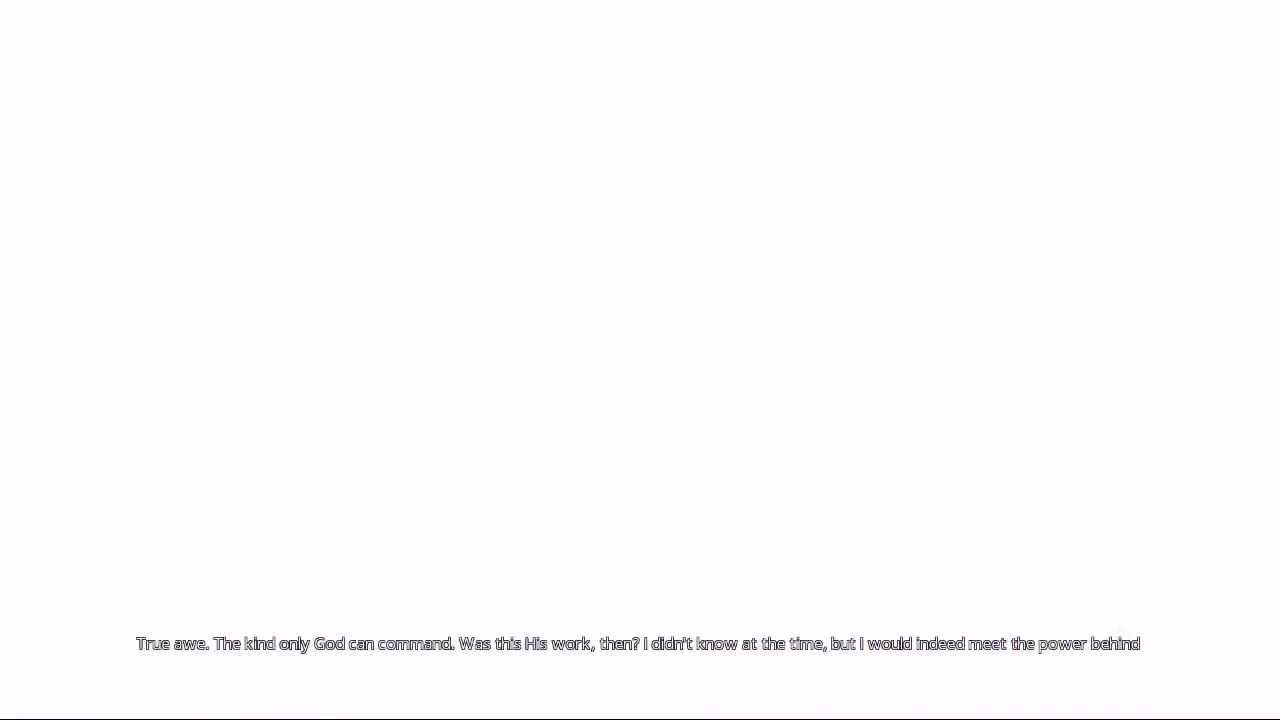 True awe. The kind only God can command. Was this His work, then? I didn't know at the time, but I would indeed meet the power behind